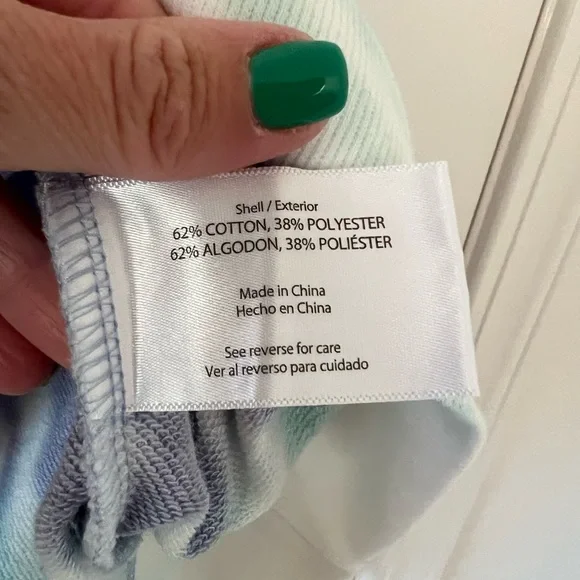 Shell / Exterior
62% COTTON, 38% POLYESTER
62% ALGODON, 38% POLIÉSTER
Made in China
Hecho en China
See reverse for care
Ver al reverso para cuidado